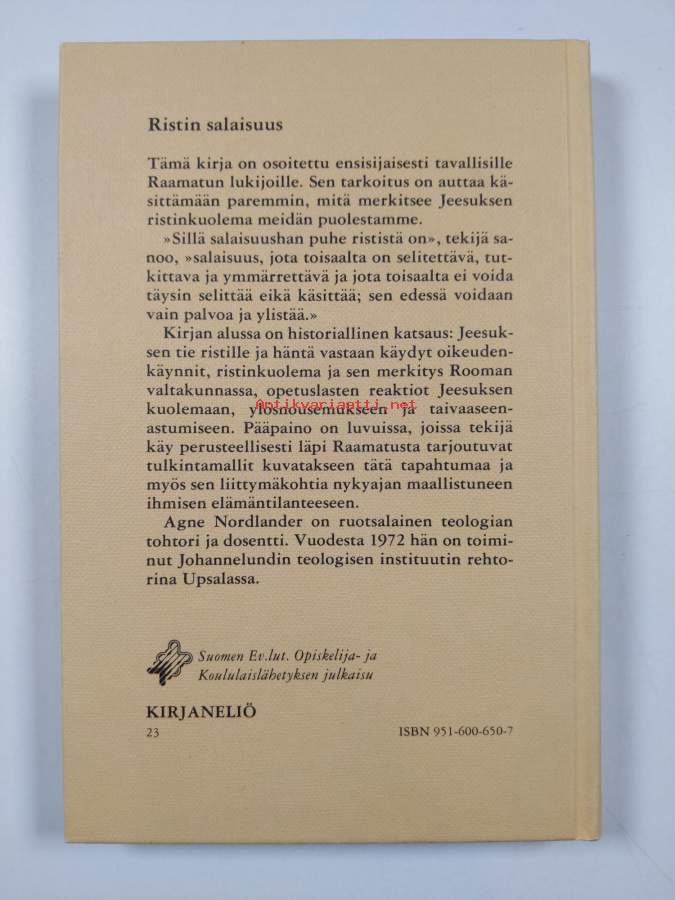 Ristin salaisuus
Tämä kirja on osoitettu ensisijaisesti tavallisille
Raamatun lukijoille. Sen tarkoitus on auttaa kä-
sittämään paremmin, mitä merkitsee Jeesuksen
ristinkuolema meidän puolestamme.
»Sillä salaisuushan puhe rististä on», tekijä sa-
noo, »salaisuus, jota toisaalta on selitettävä, tut-
kittava ja ymmärrettävä ja jota toisaalta ei voida
täysin selittää eikä käsittää; sen edessä voidaan
vain palvoa ja ylistää.»
Kirjan alussa on historiallinen katsaus: Jeesuk-
sen tie ristille ja häntä vastaan käydyt oikeuden-
käynnit, ristinkuolema ja sen merkitys Rooman
valtakunnassa, opetuslasten reaktiot Jeesuksen
Antikvariaatti.net
kuolemaan, ylösnousemukseen ja taivaaseen-
astumiseen. Pääpaino on luvuissa, joissa tekijä
käy perusteellisesti läpi Raamatusta tarjoutuvat
tulkintamallit kuvatakseen tätä tapahtumaa ja
myös sen liittymäkohtia nykyajan maallistuneen
ihmisen elämäntilanteeseen.
Agne Nordlander on ruotsalainen teologian
tohtori ja dosentti. Vuodesta 1972 hän on toimi-
nut Johannelundin teologisen instituutin rehto-
rina Upsalassa.
Suomen Ev.lut. Opiskelija- ja
Koululaislähetyksen julkaisu
KIRJANELIÖ
23 ISBN 951-600-650-7